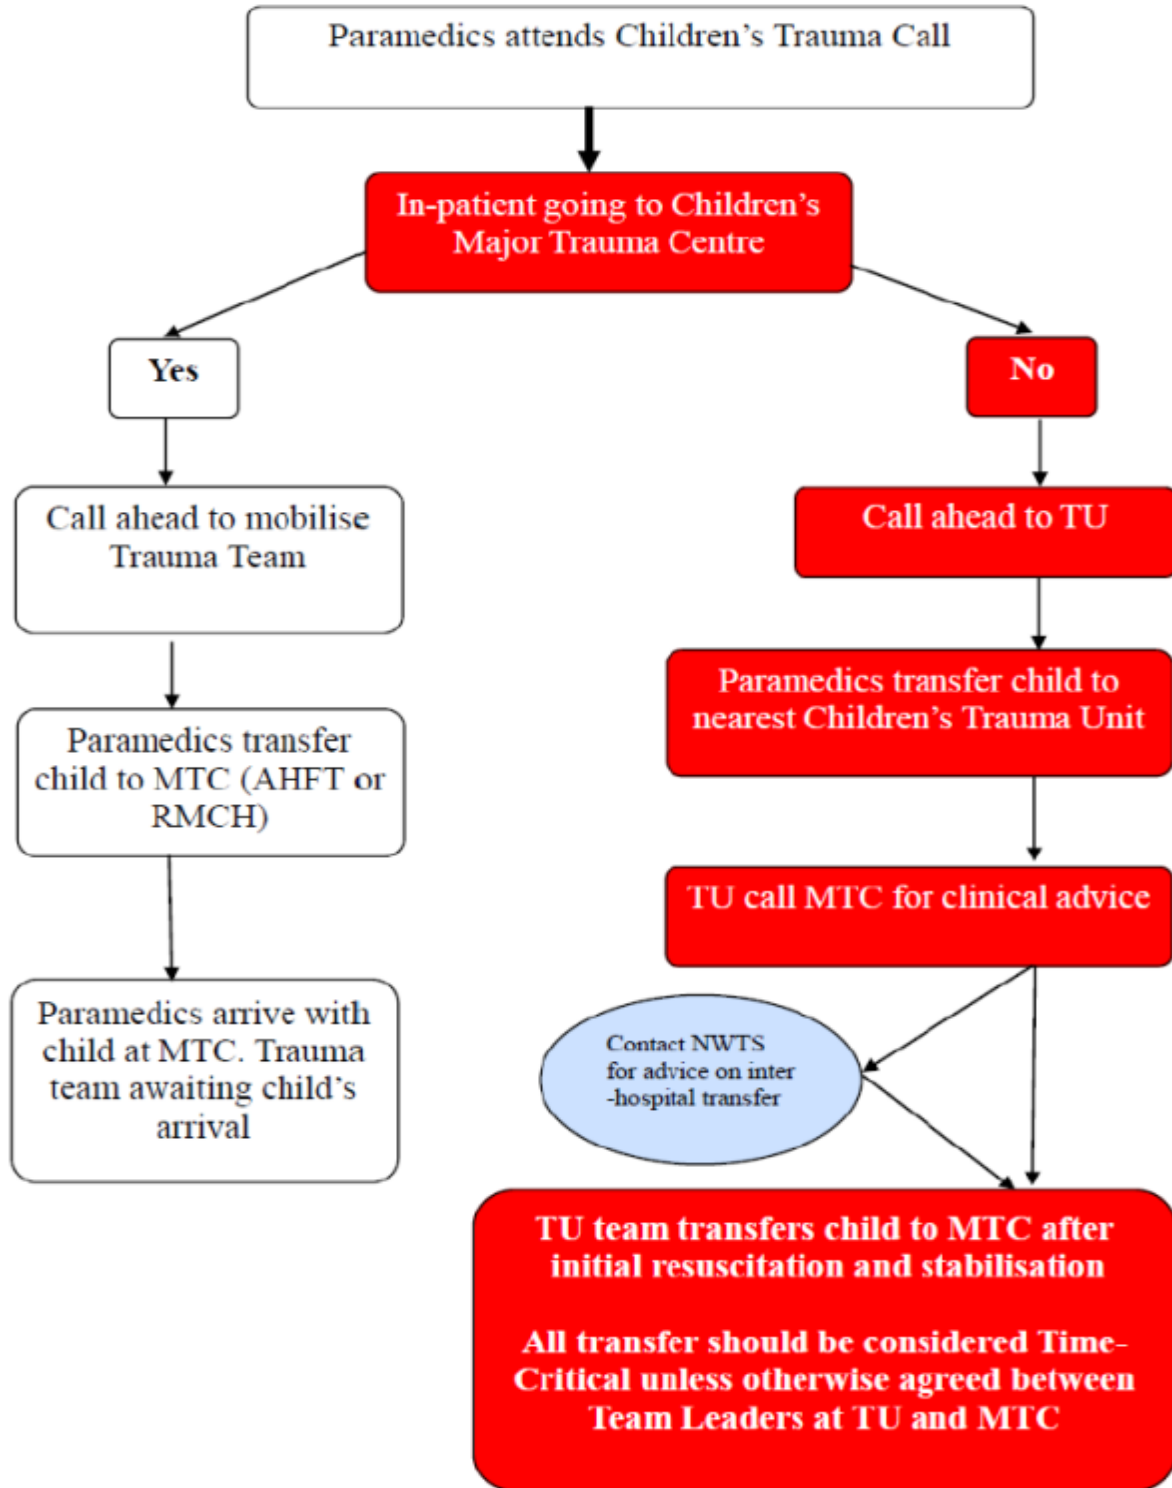 Paramedics attends Children’s Trauma Call
In-patient going to Children’s
Major Trauma Centre
Yes
No
Call ahead to mobilise
Trauma Team
Call ahead to TU
Paramedics transfer
child to MTC (AHFT or
RMCH)
Paramedics transfer child to
nearest Children’s Trauma Unit
TU call MTC for clinical advice
Paramedics arrive with
child at MTC. Trauma
team awaiting child’s
arrival
Contact NWTS
for advice on inter
-hospital transfer
TU team transfers child to MTC after
initial resuscitation and stabilisation
All transfer should be considered Time-
Critical unless otherwise agreed between
Team Leaders at TU and MTC